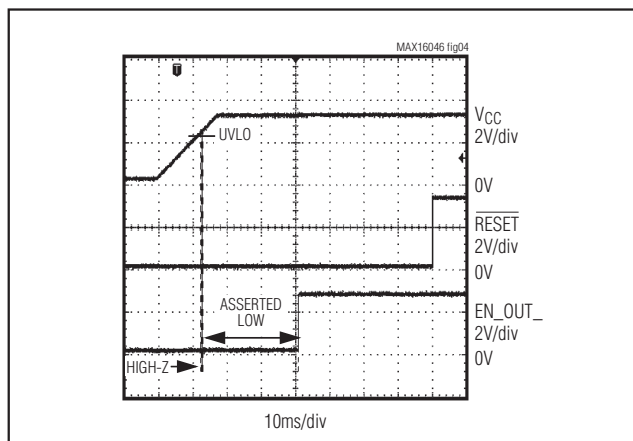 MAX16046 fig04
VCC
2V/div
UVLO
0V
RESET
2V/div
0V
ASSERTED
LOW
EN_OUT_
2V/div
0V
HIGH-Z
10ms/div